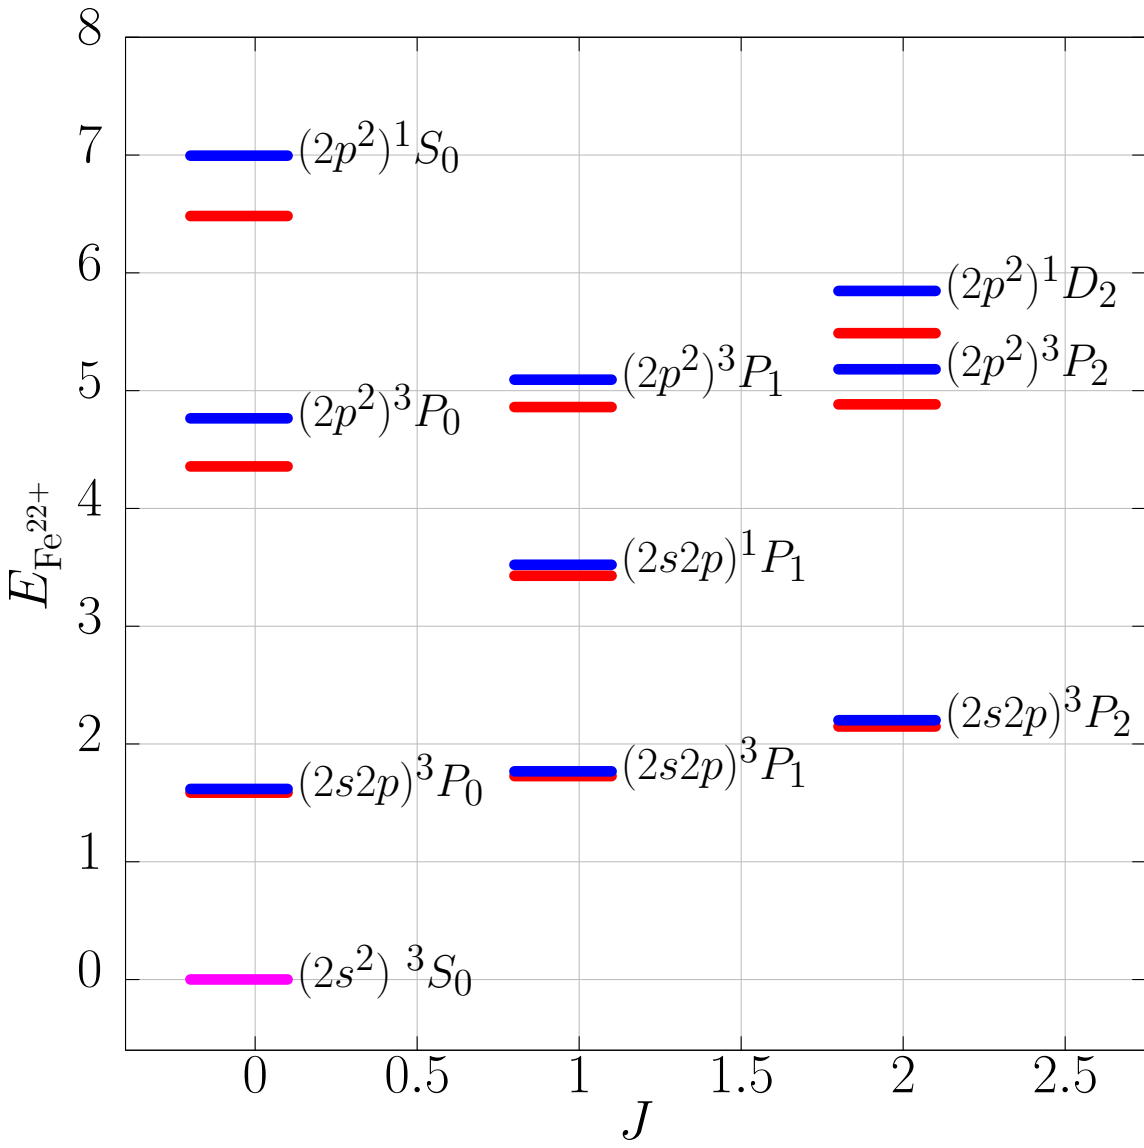 8
7
6
5
4
3
2
1
0
E_{Fe^{22+}}
(2p^2)^1S_0
(2p^2)^1D_2
(2p^2)^3P_2
(2p^2)^3P_1
(2p^2)^3P_0
(2s2p)^1P_1
(2s2p)^3P_2
(2s2p)^3P_1
(2s2p)^3P_0
(2s^2) ^3S_0
0 0.5 1 1.5 2 2.5
J